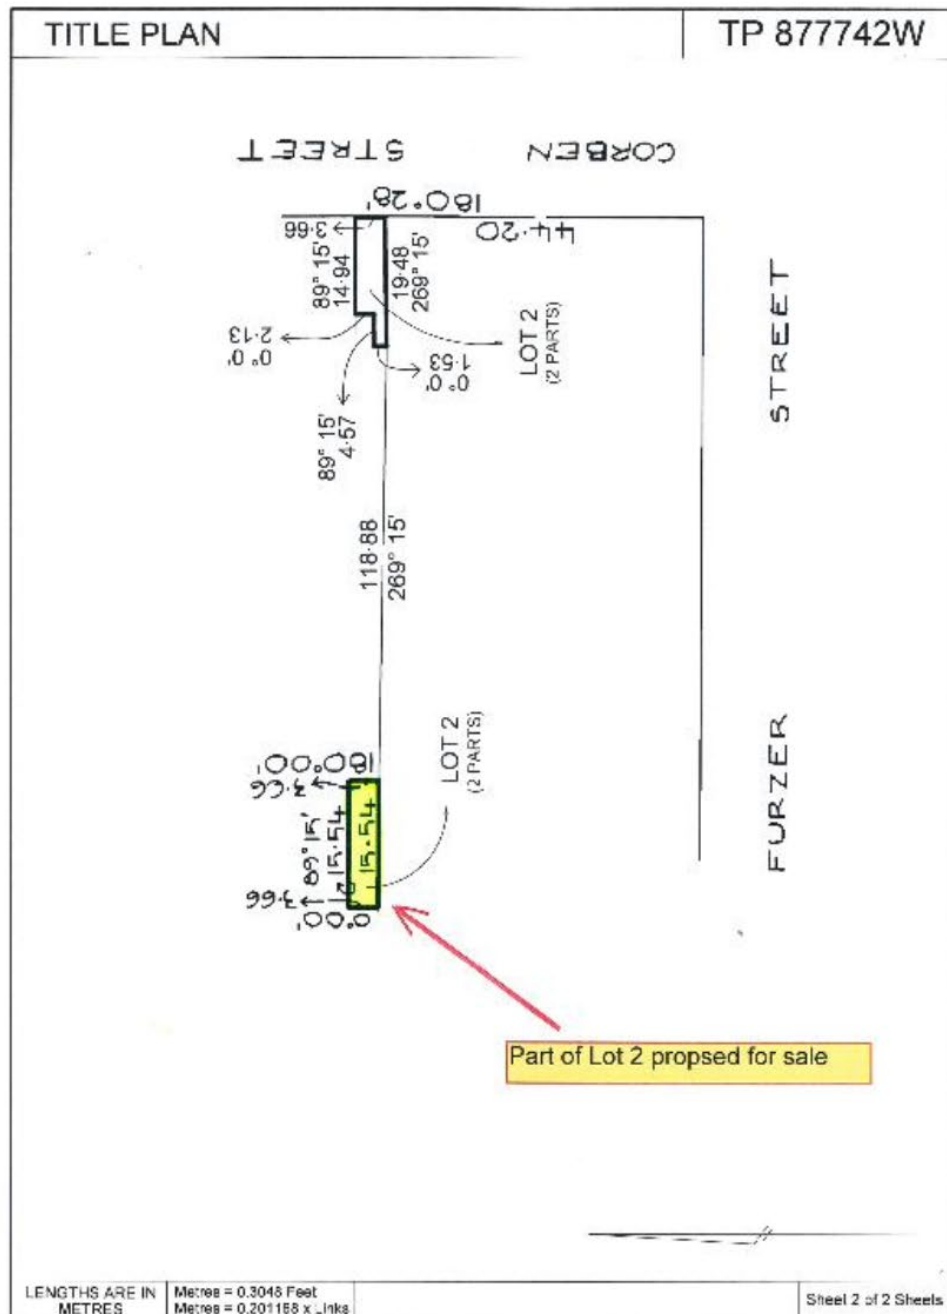 TITLE PLAN
TP 877742W
CORBEN STREET
180°28'
44·20
3·66
89° 15'
14·94
19·48
269° 15'
0° 0'
2·13
0° 0'
1·53
LOT 2
(2 PARTS)
89° 15'
4·57
118·88
269° 15'
STREET
FURZER
LOT 2
(2 PARTS)
180°00'
3·66
89°15'
15·54
15·54
3·66
0°00'
Part of Lot 2 propsed for sale
LENGTHS ARE IN
METRES
Metres = 0.3048 Feet
Metres = 0.201168 x Links
Sheet 2 of 2 Sheets